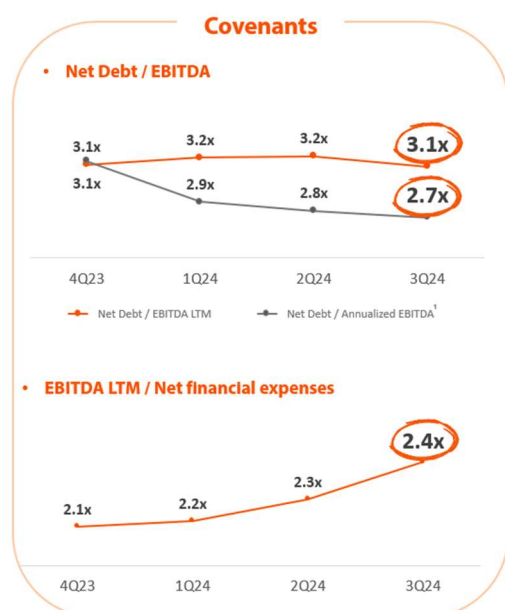 Covenants
• Net Debt / EBITDA
3.1x 3.2x 3.2x 3.1x
3.1x 2.9x 2.8x 2.7x
4Q23 1Q24 2Q24 3Q24
Net Debt / EBITDA LTM Net Debt / Annualized EBITDA¹
• EBITDA LTM / Net financial expenses
2.1x 2.2x 2.3x 2.4x
4Q23 1Q24 2Q24 3Q24